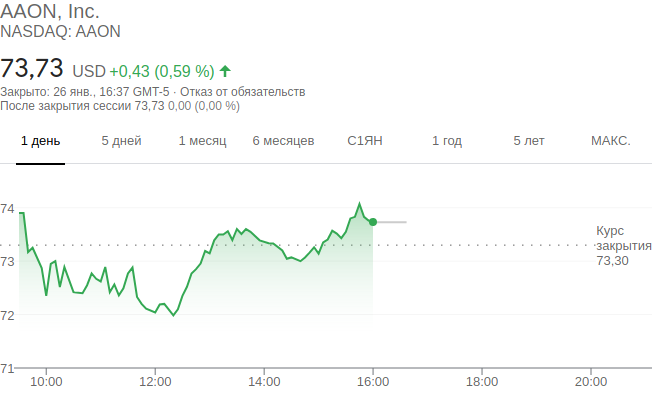 AAON, Inc.
NASDAQ: AAON
73,73 USD +0,43 (0,59 %)
Закрыто: 26 янв., 16:37 GMT-5 · Отказ от обязательств
После закрытия сессии 73,73 0,00 (0,00 %)
1 день 5 дней 1 месяц 6 месяцев С1ЯН 1 год 5 лет МАКС.
74
Курс
закрытия
73,30
73
72
71
10:00 12:00 14:00 16:00 18:00 20:00